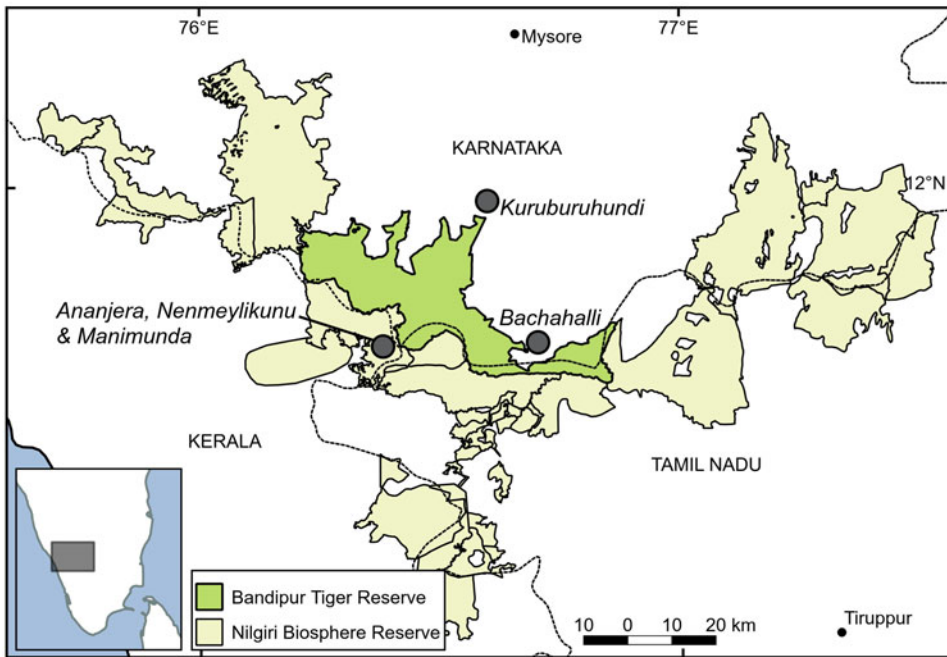 76°E
77°E
Mysore
KARNATAKA
12°N
Kuruburuhundi
Ananjera, Nenmeylikunu
& Manimunda
Bachahalli
KERALA
TAMIL NADU
Bandipur Tiger Reserve
Nilgiri Biosphere Reserve
10 0 10 20 km
Tiruppur